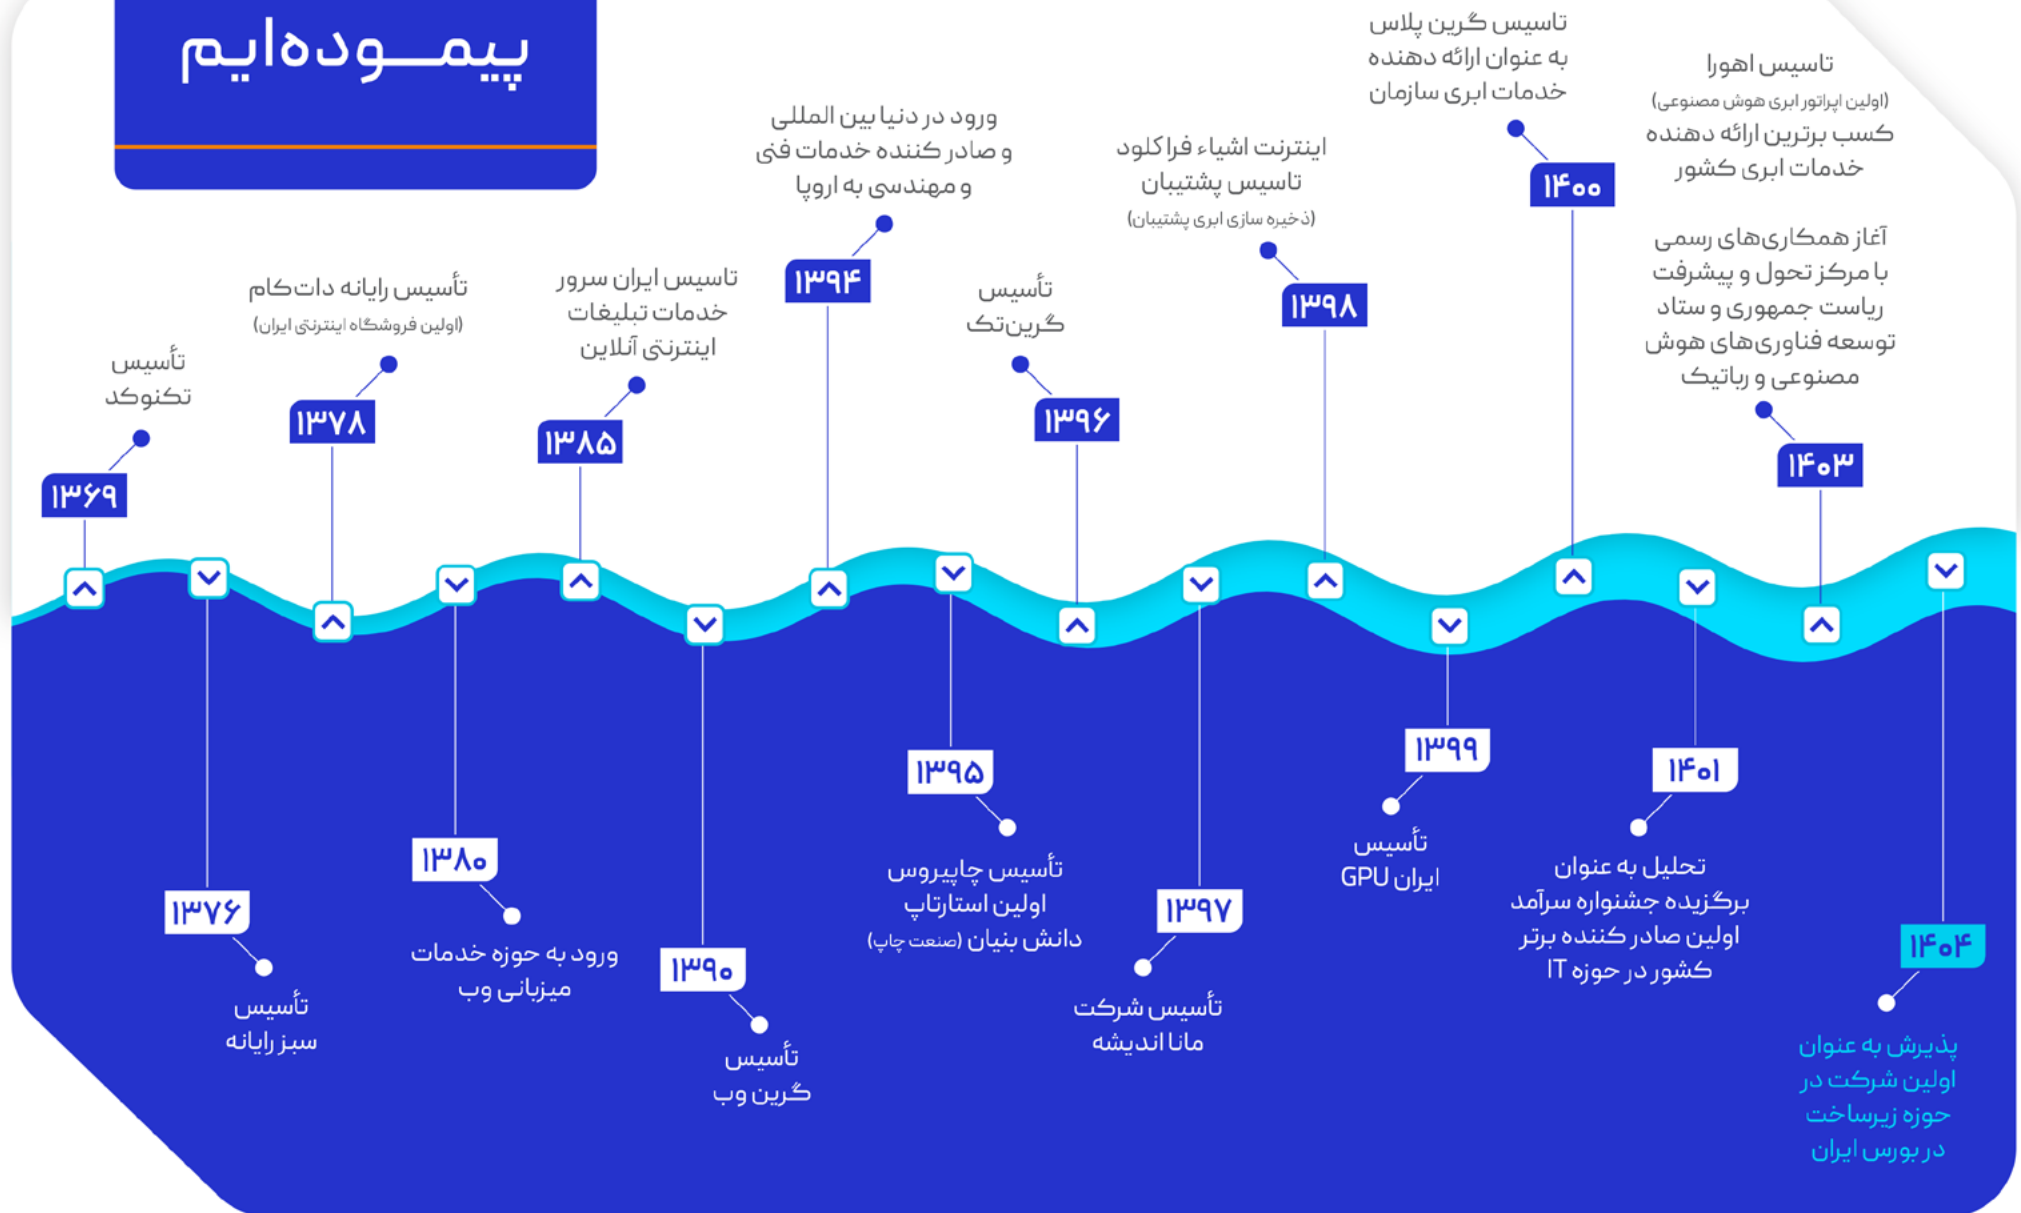 پیمـودهایم
۱۳۶۹
تأسیس
تکنوکد
۱۳۷۶
تأسیس
سبز رایانه
۱۳۷۸
تأسیس رایانه داتکام
(اولین فروشگاه اینترنتی ایران)
۱۳۸۰
ورود به حوزه خدمات
میزبانی وب
۱۳۸۵
تاسیس ایران سرور
خدمات تبلیغات
اینترنتی آنلاین
۱۳۹۰
تأسیس
گرین وب
۱۳۹۴
ورود در دنیا بین المللی
و صادر کننده خدمات فنی
و مهندسی به اروپا
۱۳۹۵
تأسیس چاپیروس
اولین استارتاپ
دانش بنیان (صنعت چاپ)
۱۳۹۶
تأسیس
گرین‌تک
۱۳۹۷
تأسیس شرکت
مانا اندیشه
۱۳۹۸
اینترنت اشیاء فرا کلود
تاسیس پشتیبان
(ذخیره سازی ابری پشتیبان)
۱۳۹۹
تأسیس
ایران GPU
۱۴۰۰
تاسیس گرین پلاس
به عنوان ارائه دهنده
خدمات ابری سازمان
۱۴۰۱
تحلیل به عنوان
برگزیده جشنواره سرآمد
اولین صادر کننده برتر
کشور در حوزه IT
۱۴۰۳
تاسیس اهورا
(اولین اپراتور ابری هوش مصنوعی)
کسب برترین ارائه دهنده
خدمات ابری کشور
آغاز همکاری‌های رسمی
با مرکز تحول و پیشرفت
ریاست جمهوری و ستاد
توسعه فناوری‌های هوش
مصنوعی و رباتیک
۱۴۰۴
پذیرش به عنوان
اولین شرکت در
حوزه زیرساخت
در بورس ایران